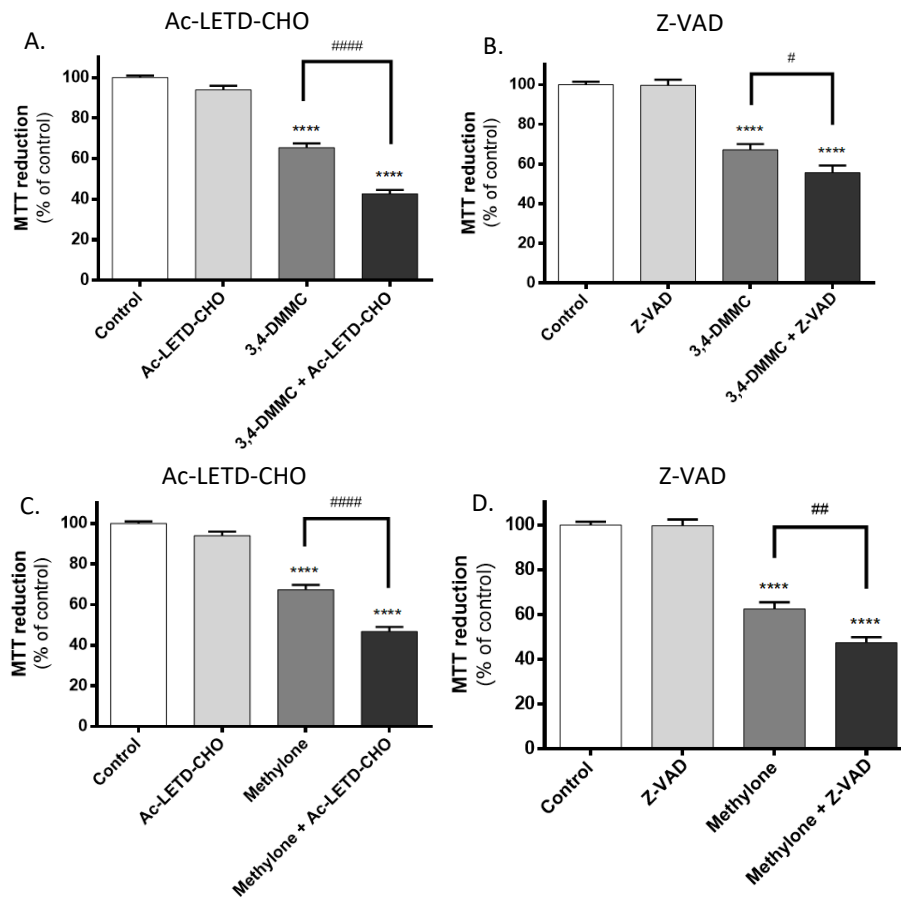 Ac-LETD-CHO
A.
####
MTT reduction
(% of control)
100
80
60
40
20
0
****
****
Control
Ac-LETD-CHO
3,4-DMMC
3,4-DMMC + Ac-LETD-CHO
Z-VAD
B.
#
MTT reduction
(% of control)
100
80
60
40
20
0
****
****
Control
Z-VAD
3,4-DMMC
3,4-DMMC + Z-VAD
Ac-LETD-CHO
C.
####
MTT reduction
(% of control)
100
80
60
40
20
0
****
****
Control
Ac-LETD-CHO
Methylone
Methylone + Ac-LETD-CHO
Z-VAD
D.
##
MTT reduction
(% of control)
100
80
60
40
20
0
****
****
Control
Z-VAD
Methylone
Methylone + Z-VAD